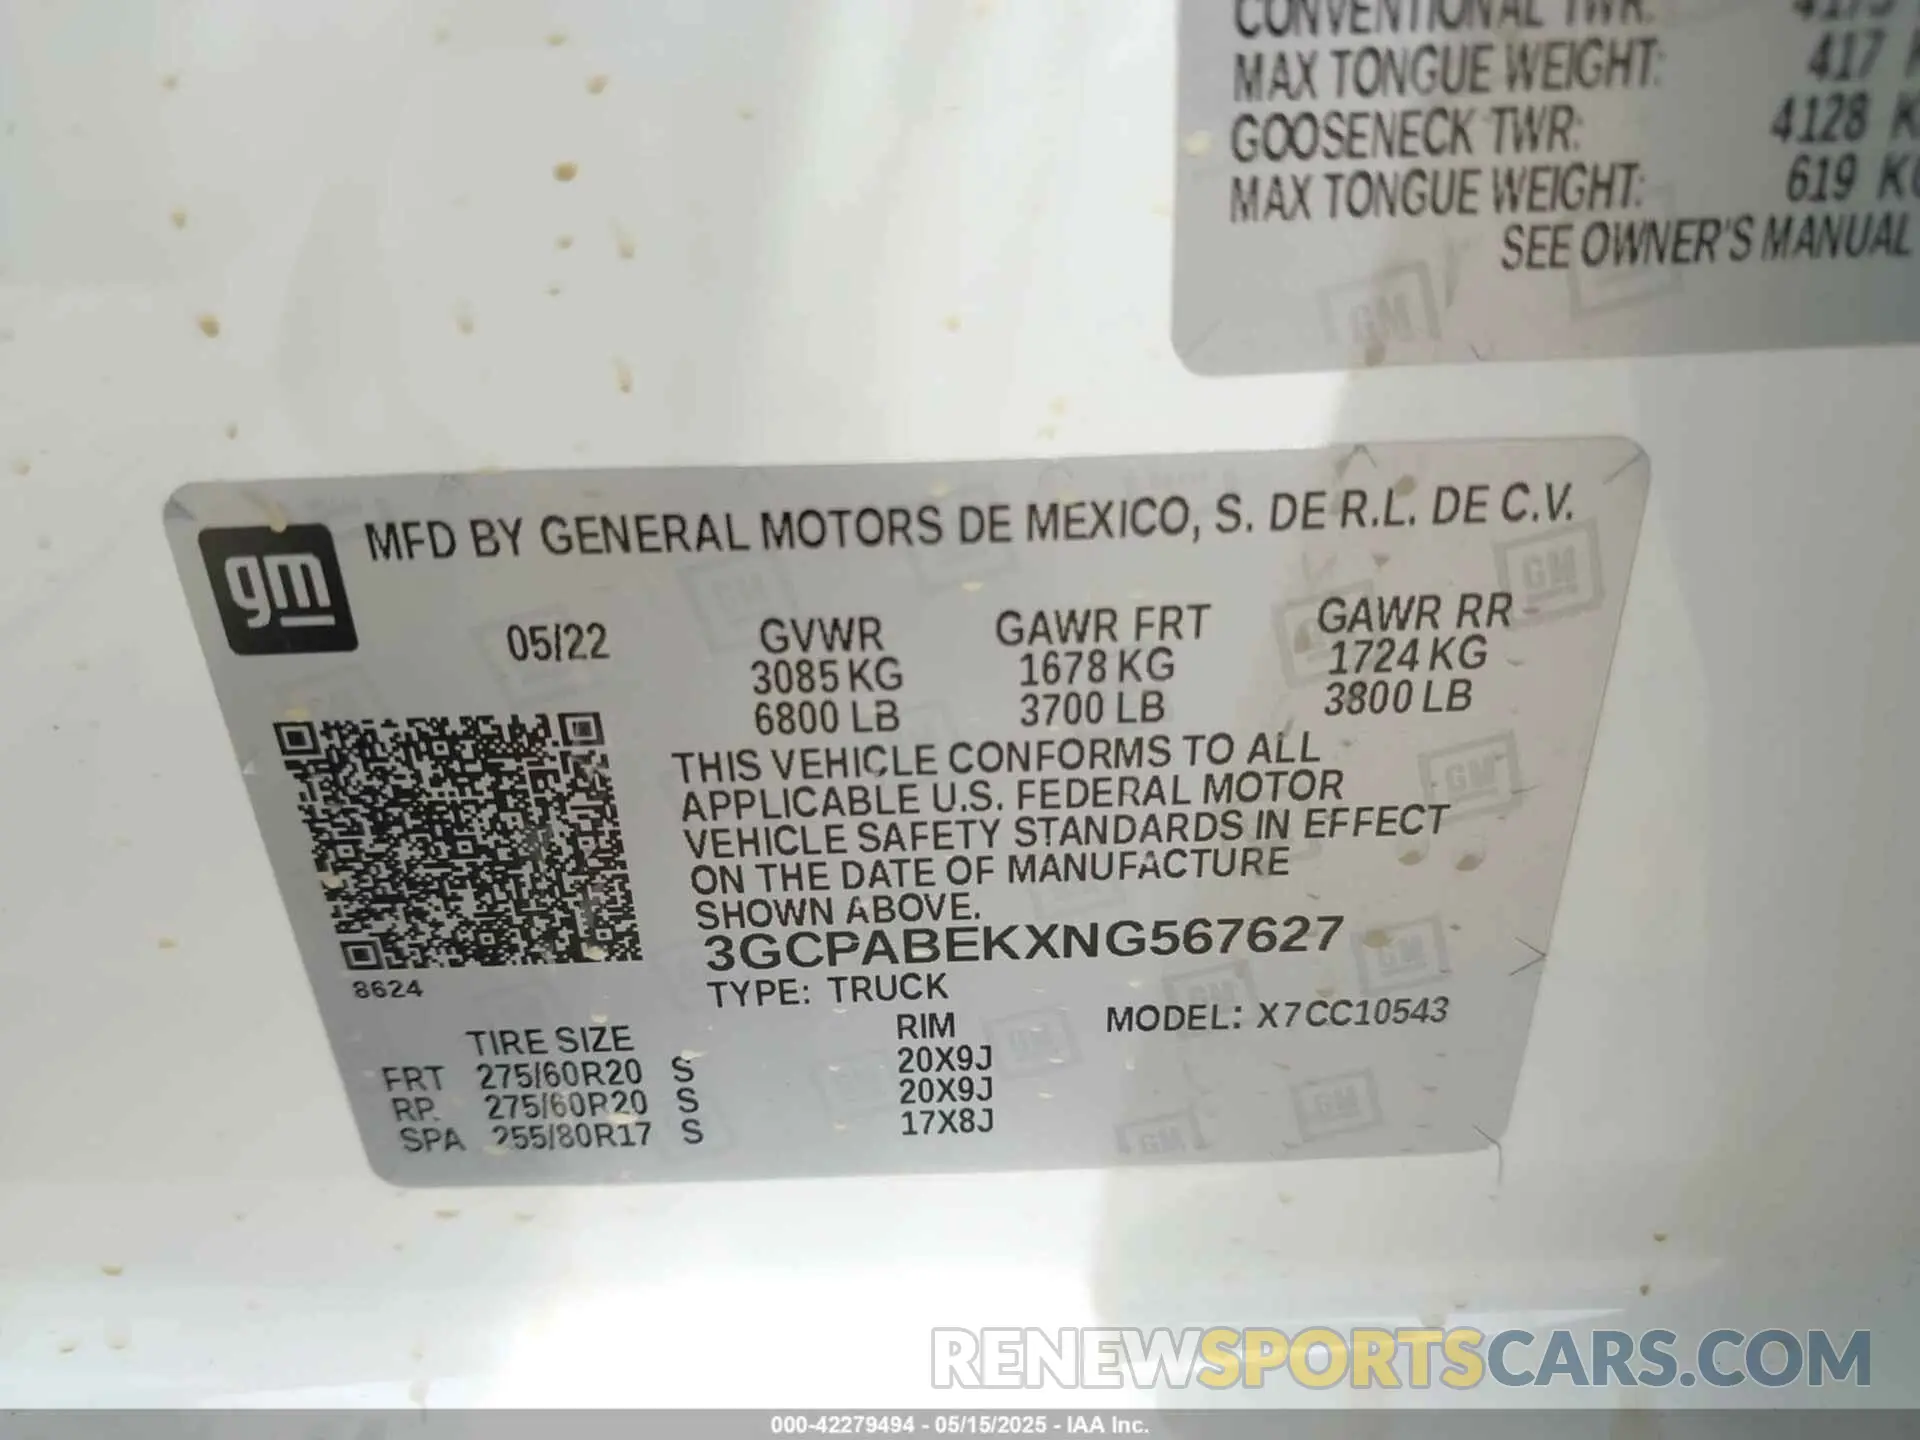 CONVENTIONAL TWR: 4173
MAX TONGUE WEIGHT: 417 K
GOOSENECK TWR: 4128 K
MAX TONGUE WEIGHT: 619 KG
SEE OWNER'S MANUAL
gm
MFD BY GENERAL MOTORS DE MEXICO, S. DE R.L. DE C.V.
05/22 GVWR GAWR FRT GAWR RR
3085 KG 1678 KG 1724 KG
6800 LB 3700 LB 3800 LB
THIS VEHICLE CONFORMS TO ALL
APPLICABLE U.S. FEDERAL MOTOR
VEHICLE SAFETY STANDARDS IN EFFECT
ON THE DATE OF MANUFACTURE
SHOWN ABOVE.
3GCPABEKXNG567627
8624
TYPE: TRUCK
MODEL: X7CC10543
TIRE SIZE RIM
FRT 275/60R20 S 20X9J
RR 275/60R20 S 20X9J
SPA 255/80R17 S 17X8J
RENEWSPORTSCARS.COM
000-42279494 - 05/15/2025 - IAA Inc.